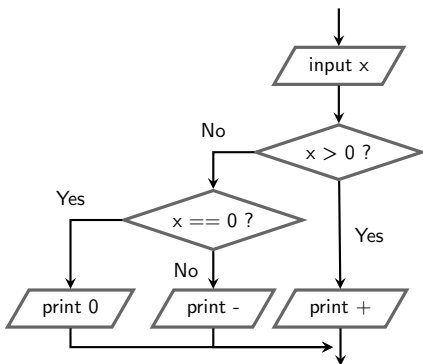 input x
No
x > 0 ?
Yes
x == 0 ?
Yes
No
print 0
print -
print +